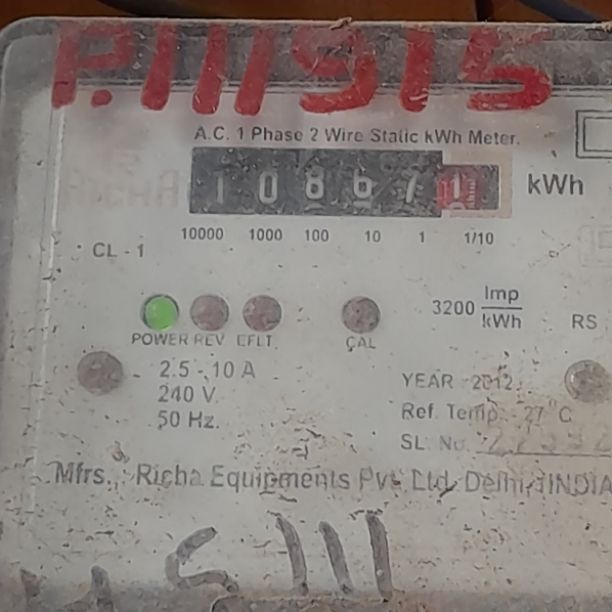 P.111915
A.C. 1 Phase 2 Wire Static kWh Meter.
RICHA
1 0 8 6 7 1 kWh
10000 1000 100 10 1 1/10
CL - 1
3200 Imp/kWh
RS
POWER REV EFLT CAL
2.5 - 10 A
240 V
50 Hz.
YEAR 2012
Ref. Temp. 27°C
SL. No.
Mfrs. Richa Equipments Pvt. Ltd. Delhi (INDIA